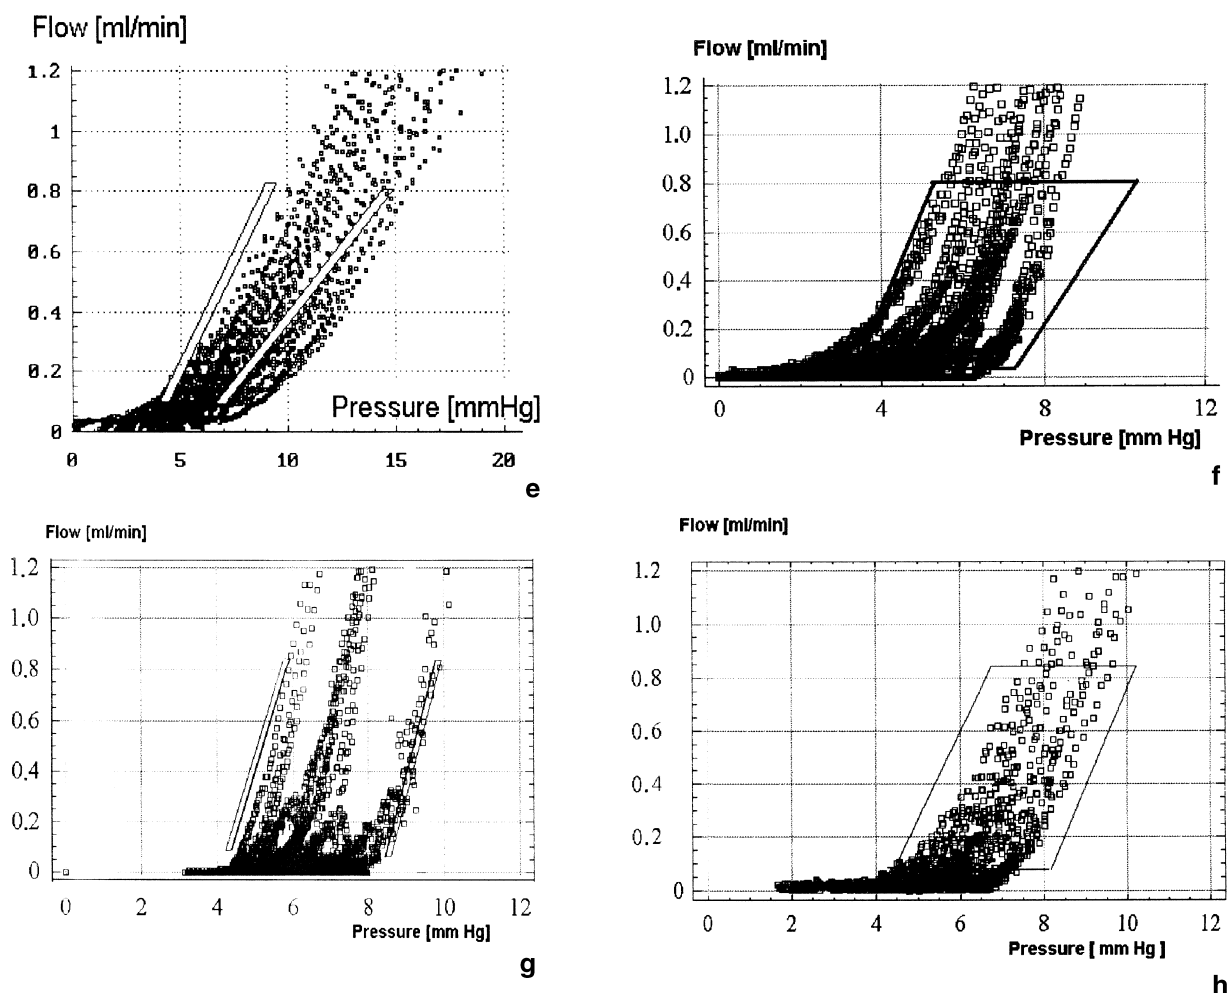 Flow [ml/min]
1.2
1
0.8
0.6
0.4
0.2
0
Pressure [mmHg]
0 5 10 15 20
e
Flow [ml/min]
1.2
1.0
0.8
0.6
0.4
0.2
0
0 4 8 12
Pressure [mm Hg]
f
Flow [ml/min]
1.2
1.0
0.8
0.6
0.4
0.2
0
0 2 4 6 8 10 12
Pressure [mm Hg]
g
Flow [ml/min]
1.2
1.0
0.8
0.6
0.4
0.2
0
0 2 4 6 8 10 12
Pressure [ mm Hg ]
h